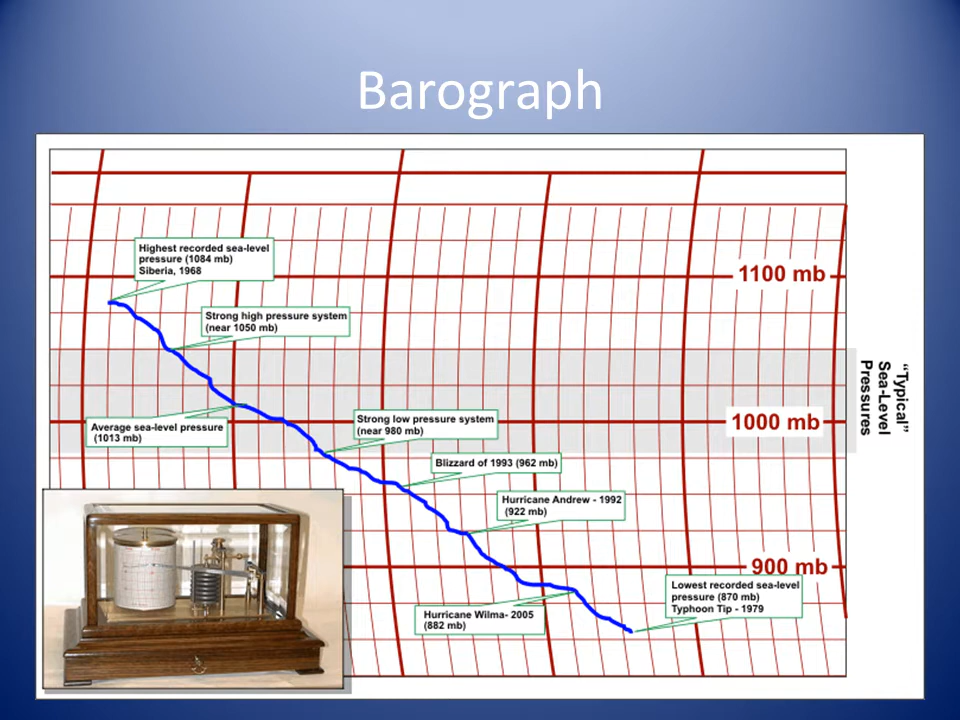 Barograph
Highest recorded sea-level
pressure (1084 mb)
Siberia, 1968
1100 mb
Strong high pressure system
(near 1050 mb)
"Typical"
Sea-Level
Pressures
Average sea-level pressure
(1013 mb)
Strong low pressure system
(near 980 mb)
1000 mb
Blizzard of 1993 (962 mb)
Hurricane Andrew - 1992
(922 mb)
900 mb
Lowest recorded sea-level
pressure (870 mb)
Typhoon Tip - 1979
Hurricane Wilma- 2005
(882 mb)